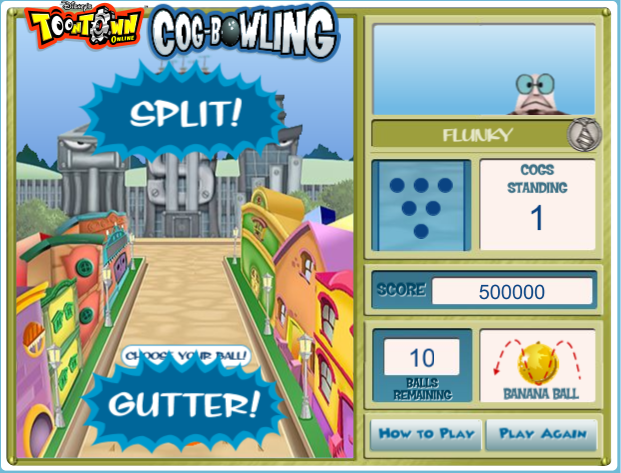 Disney's
TOONTOWN
ONLINE
COG-BOWLING
SPLIT!
FLUNKY
COGS
STANDING
1
SCORE 500000
CHOOSE YOUR BALL!
GUTTER!
10
BALLS
REMAINING
BANANA BALL
HOW TO PLAY
PLAY AGAIN